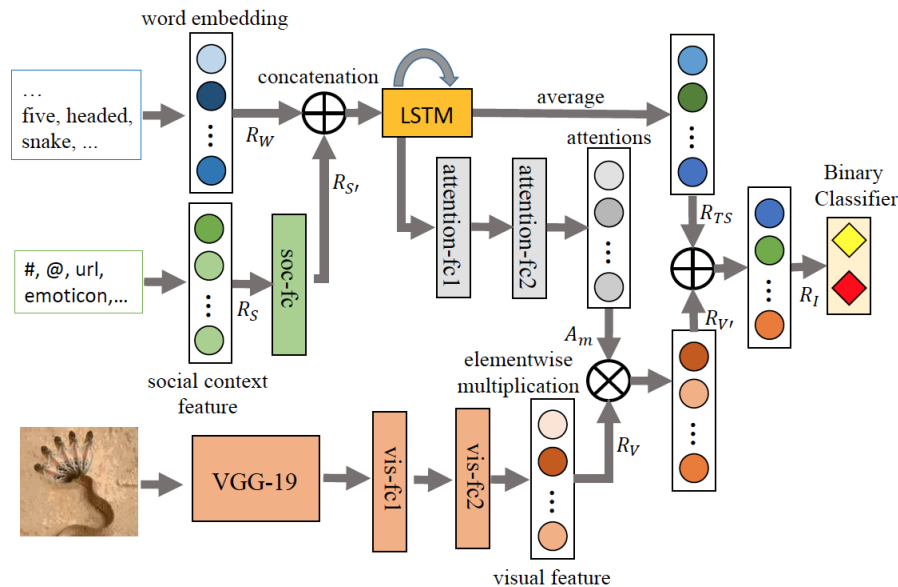 word embedding
…
five, headed,
snake, ...
⋯
R_W
concatenation
LSTM
average
R_S′
#, @, url,
emoticon,…
⋯
R_S
soc-fc
social context
feature
attention-fc1
attention-fc2
attentions
⋯
A_m
elementwise
multiplication
VGG-19
vis-fc1
vis-fc2
⋯
visual feature
R_V
⋯
R_TS
R_V′
⋯
⋯
R_I
Binary
Classifier